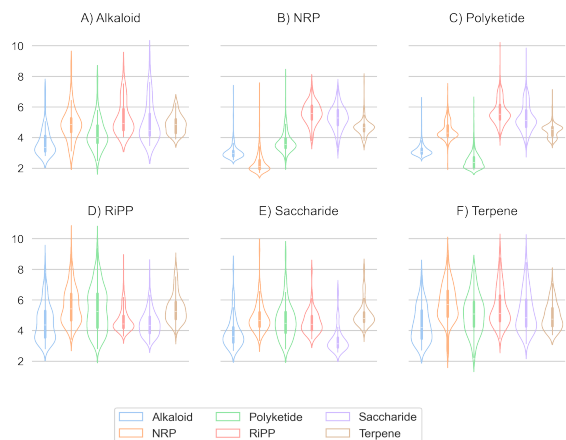 A) Alkaloid B) NRP C) Polyketide
10
8
6
4
2
D) RiPP E) Saccharide F) Terpene
10
8
6
4
2
Alkaloid Polyketide Saccharide
NRP RiPP Terpene